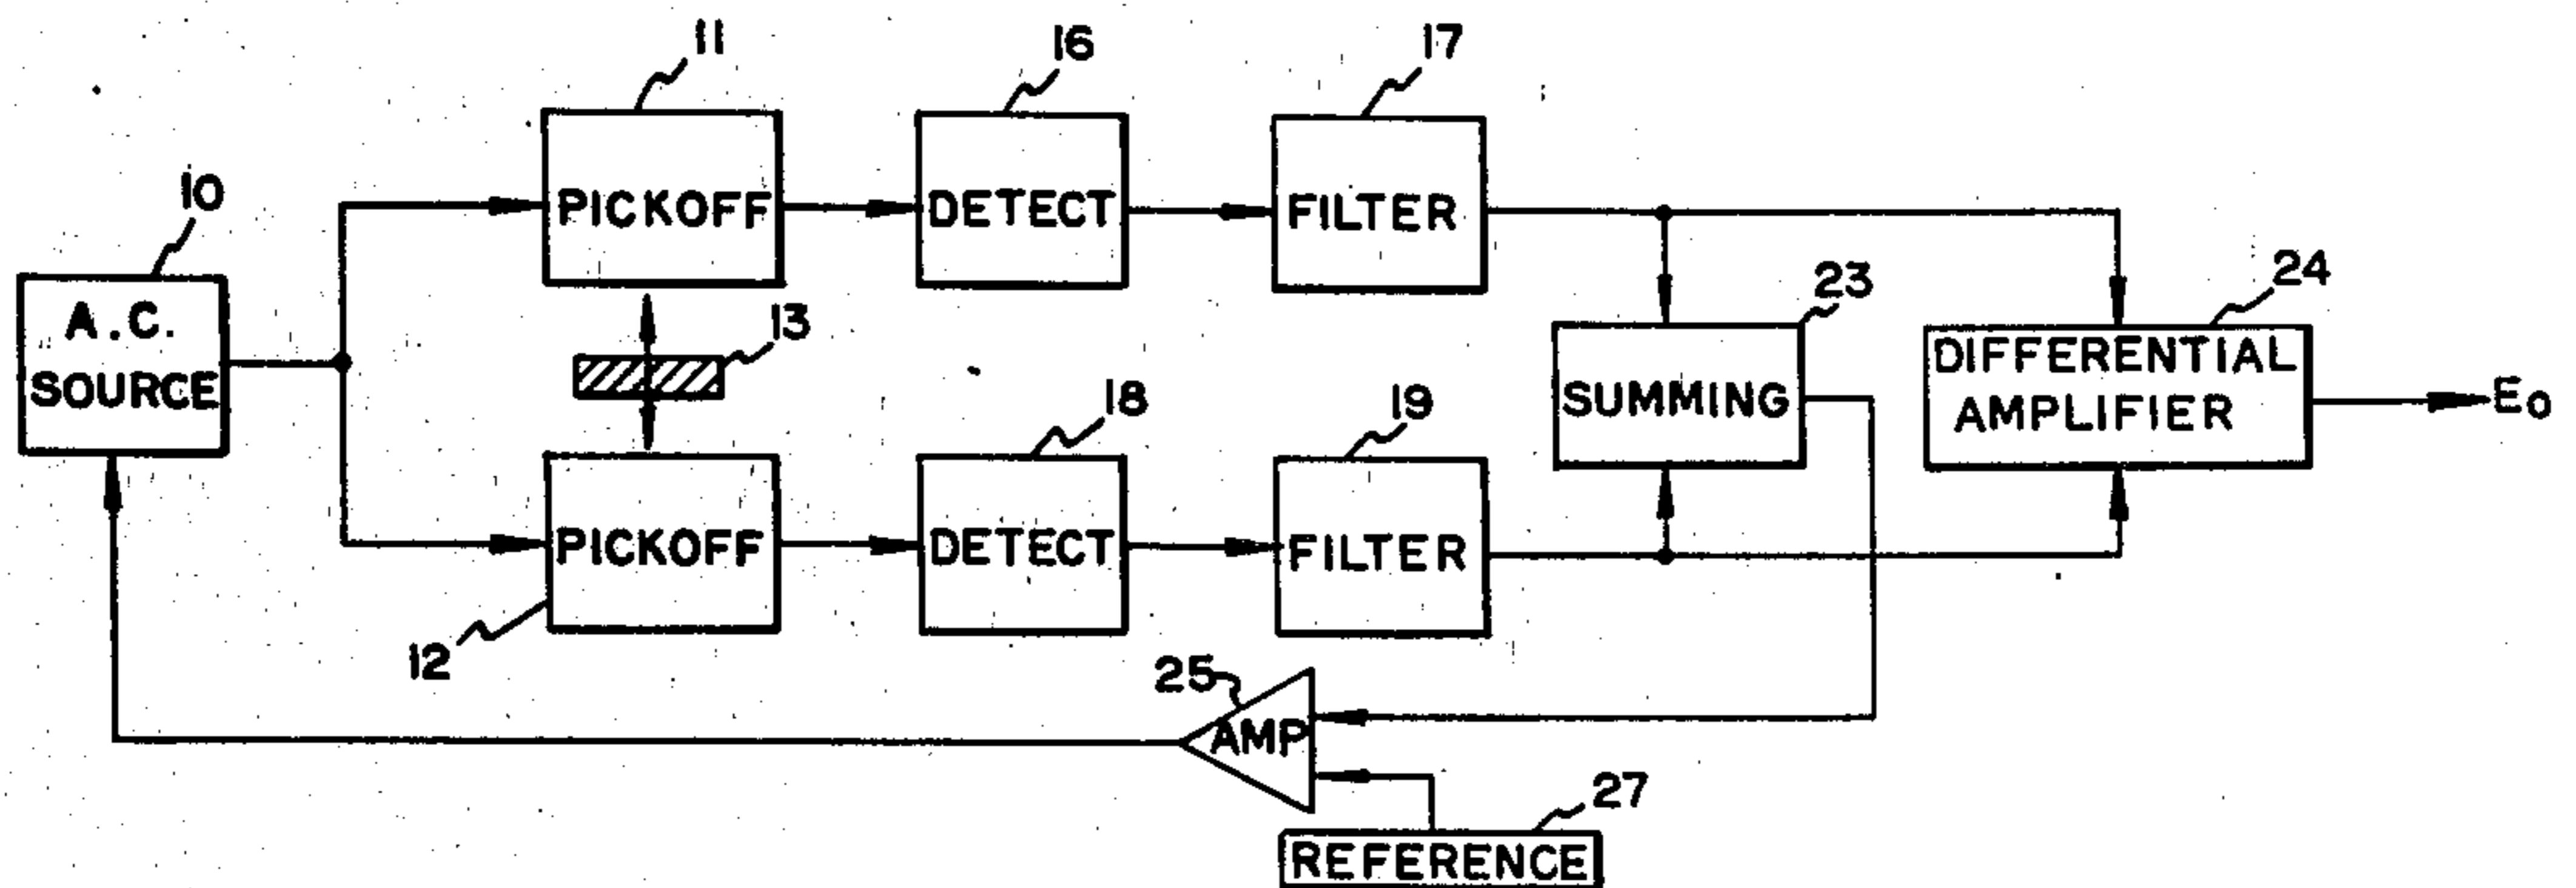 11
16
17
10
PICKOFF
DETECT
FILTER
A.C.
SOURCE
13
23
24
SUMMING
DIFFERENTIAL
AMPLIFIER
Eo
18
19
PICKOFF
DETECT
FILTER
12
25
AMP
27
REFERENCE